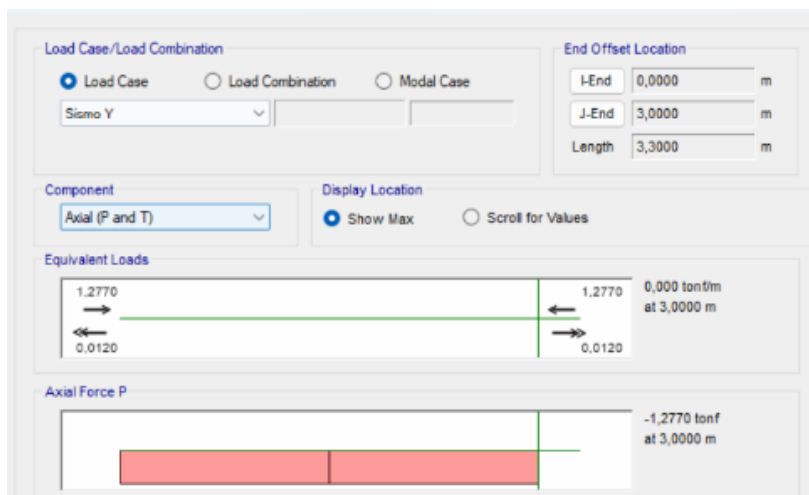 Load Case/Load Combination
Load Case Load Combination Modal Case
Sismo Y
End Offset Location
I-End 0,0000 m
J-End 3,0000 m
Length 3,3000 m
Component
Axial (P and T)
Display Location
Show Max Scroll for Values
Equivalent Loads
1,2770 1,2770
0,0120 0,0120
0,000 tonf/m
at 3,0000 m
Axial Force P
-1,2770 tonf
at 3,0000 m